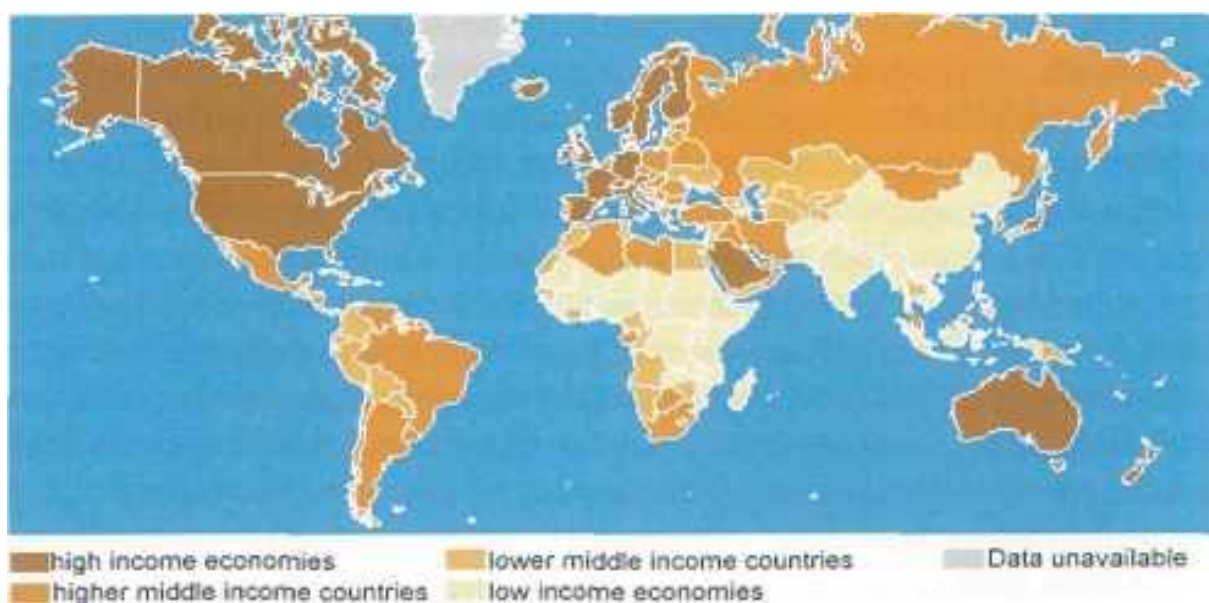 high income economies
lower middle income countries
Data unavailable
higher middle income countries
low income economies